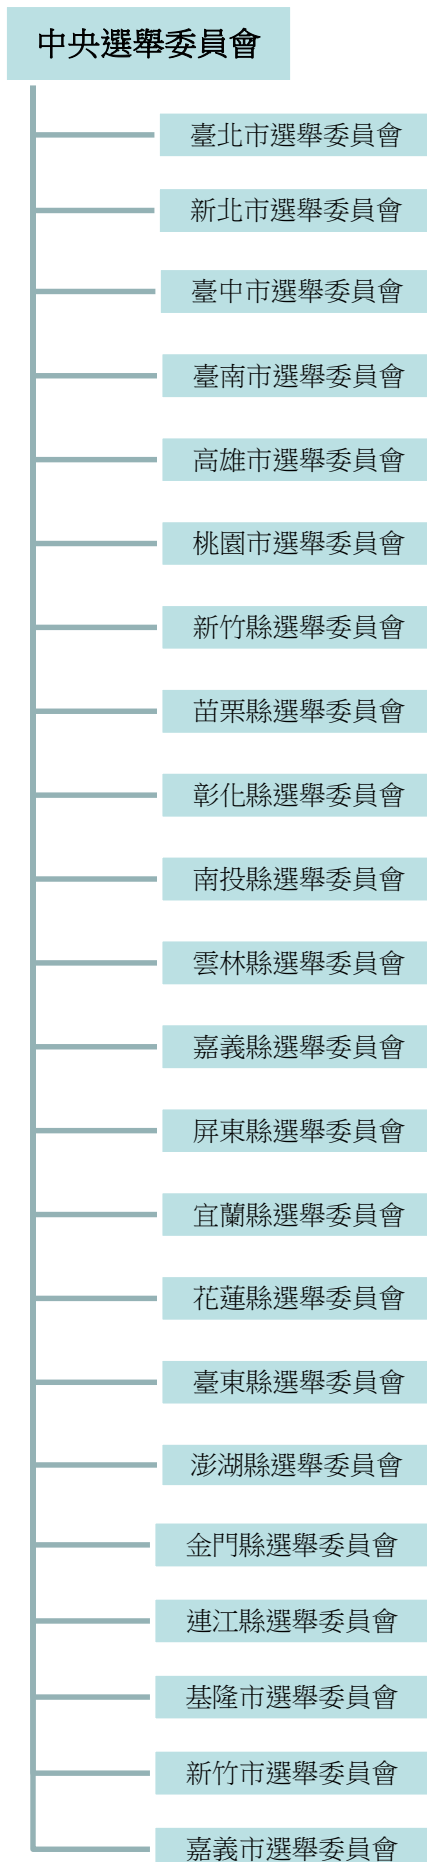 中央選舉委員會
臺北市選舉委員會
新北市選舉委員會
臺中市選舉委員會
臺南市選舉委員會
高雄市選舉委員會
桃園市選舉委員會
新竹縣選舉委員會
苗栗縣選舉委員會
彰化縣選舉委員會
南投縣選舉委員會
雲林縣選舉委員會
嘉義縣選舉委員會
屏東縣選舉委員會
宜蘭縣選舉委員會
花蓮縣選舉委員會
臺東縣選舉委員會
澎湖縣選舉委員會
金門縣選舉委員會
連江縣選舉委員會
基隆市選舉委員會
新竹市選舉委員會
嘉義市選舉委員會